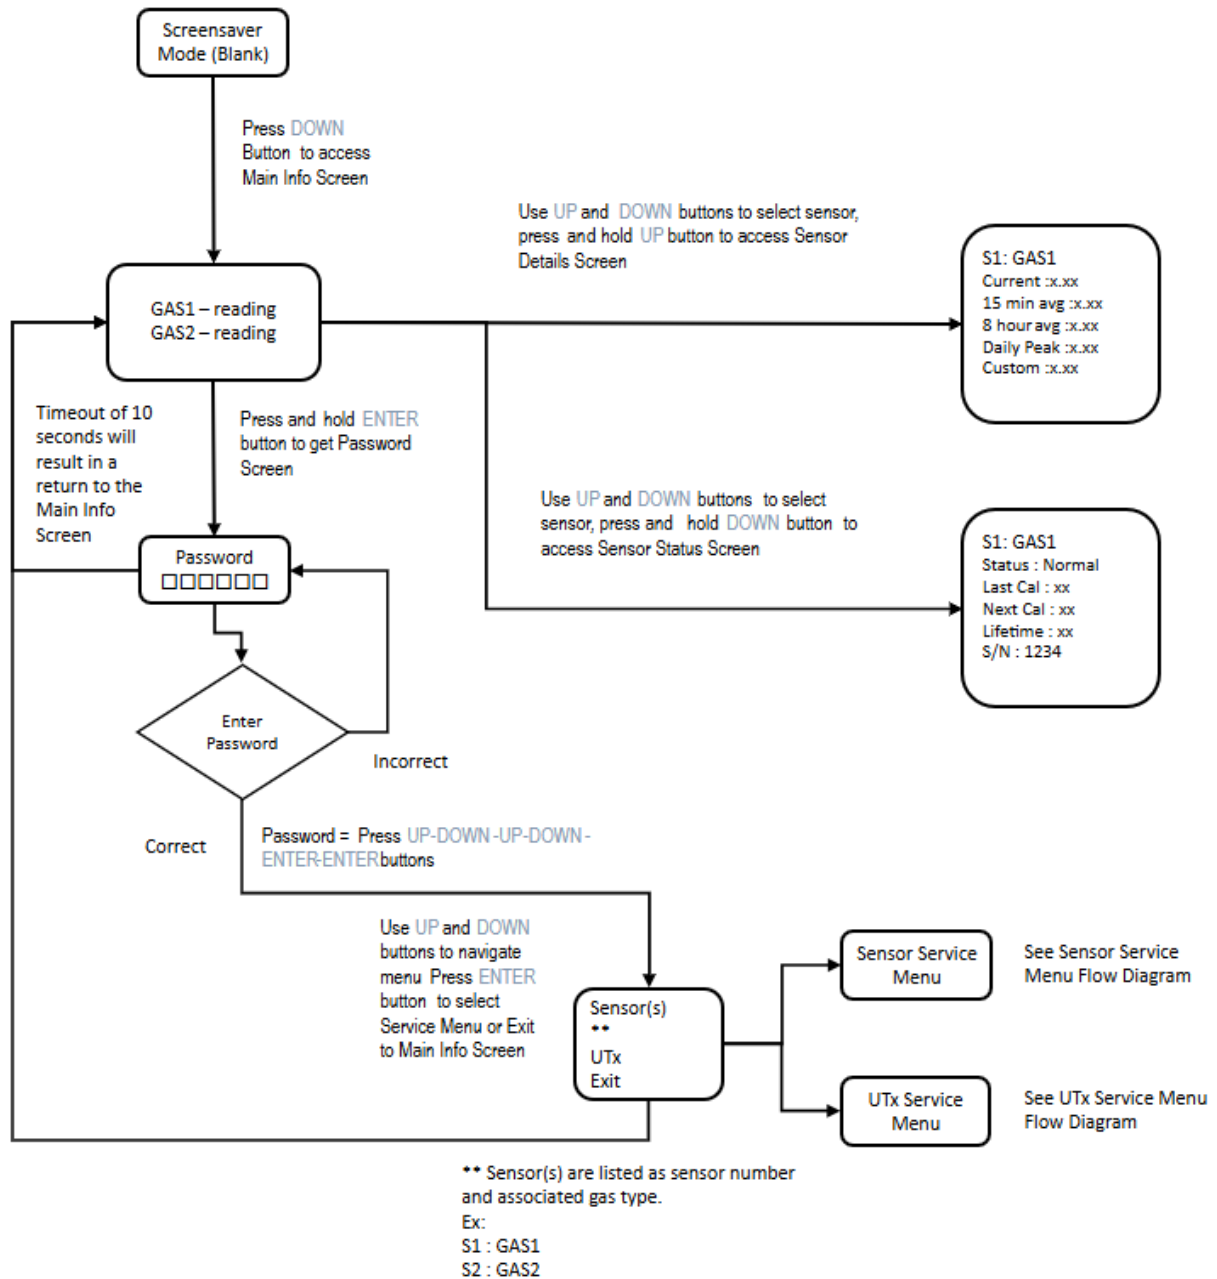 Screensaver
Mode (Blank)
Press DOWN
Button to access
Main Info Screen
Use UP and DOWN buttons to select sensor,
press and hold UP button to access Sensor
Details Screen
S1: GAS1
Current :x.xx
15 min avg :x.xx
8 hour avg :x.xx
Daily Peak :x.xx
Custom :x.xx
GAS1 – reading
GAS2 – reading
Timeout of 10
seconds will
result in a
return to the
Main Info
Screen
Press and hold ENTER
button to get Password
Screen
Use UP and DOWN buttons to select
sensor, press and hold DOWN button to
access Sensor Status Screen
S1: GAS1
Status : Normal
Last Cal : xx
Next Cal : xx
Lifetime : xx
S/N : 1234
Password
□□□□□□
Enter
Password
Incorrect
Correct
Password = Press UP-DOWN-UP-DOWN-
ENTER-ENTER buttons
Use UP and DOWN
buttons to navigate
menu Press ENTER
button to select
Service Menu or Exit
to Main Info Screen
Sensor(s)
**
UTx
Exit
Sensor Service
Menu
See Sensor Service
Menu Flow Diagram
UTx Service
Menu
See UTx Service Menu
Flow Diagram
** Sensor(s) are listed as sensor number
and associated gas type.
Ex:
S1 : GAS1
S2 : GAS2